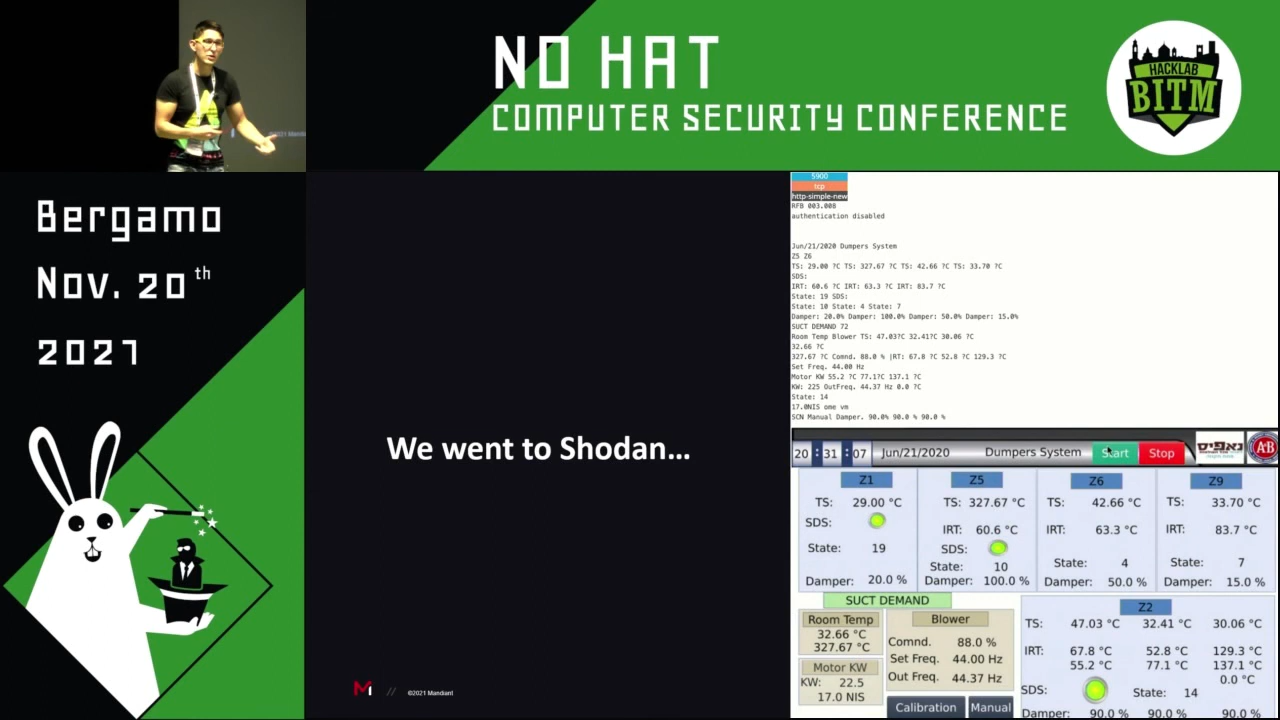 NO HAT
COMPUTER SECURITY CONFERENCE
HACKLAB
BITM
©2021 Mandiant
Bergamo
Nov. 20th
2021
We went to Shodan...
M // ©2021 Mandiant
5900
tcp
http-simple-new
RFB 003.008
authentication disabled
Jun/21/2020 Dumpers System
Z5 Z6
TS: 29.00 ?C TS: 327.67 ?C TS: 42.66 ?C TS: 33.70 ?C
SDS:
IRT: 60.6 ?C IRT: 63.3 ?C IRT: 83.7 ?C
State: 19 SDS:
State: 10 State: 4 State: 7
Damper: 20.0% Damper: 100.0% Damper: 50.0% Damper: 15.0%
SUCT DEMAND 72
Room Temp Blower TS: 47.03?C 32.41?C 30.06 ?C
32.66 ?C
327.67 ?C Comnd. 88.0 % |RT: 67.8 ?C 52.8 ?C 129.3 ?C
Set Freq. 44.00 Hz
Motor KW 55.2 ?C 77.1?C 137.1 ?C
KW: 225 OutFreq. 44.37 Hz 0.0 ?C
State: 14
17.0NIS ome vm
SCN Manual Damper. 90.0% 90.0 % 90.0 %
20 : 31 : 07 Jun/21/2020 Dumpers System Start Stop נאפיס A·B
Z1 Z5 Z6 Z9
TS: 29.00 °C TS: 327.67 °C TS: 42.66 °C TS: 33.70 °C
SDS: IRT: 60.6 °C IRT: 63.3 °C IRT: 83.7 °C
State: 19 SDS:
State: 10 State: 4 State: 7
Damper: 20.0 % Damper: 100.0 % Damper: 50.0 % Damper: 15.0 %
SUCT DEMAND
Z2
Room Temp Blower
32.66 °C
327.67 °C
Comnd. 88.0 %
Set Freq. 44.00 Hz
Out Freq. 44.37 Hz
Motor KW
KW: 22.5
17.0 NIS
Calibration Manual
TS: 47.03 °C 32.41 °C 30.06 °C
IRT: 67.8 °C 52.8 °C 129.3 °C
55.2 °C 77.1 °C 137.1 °C
0.0 °C
SDS: State: 14
Damper: 90.0 % 90.0 % 90.0 %